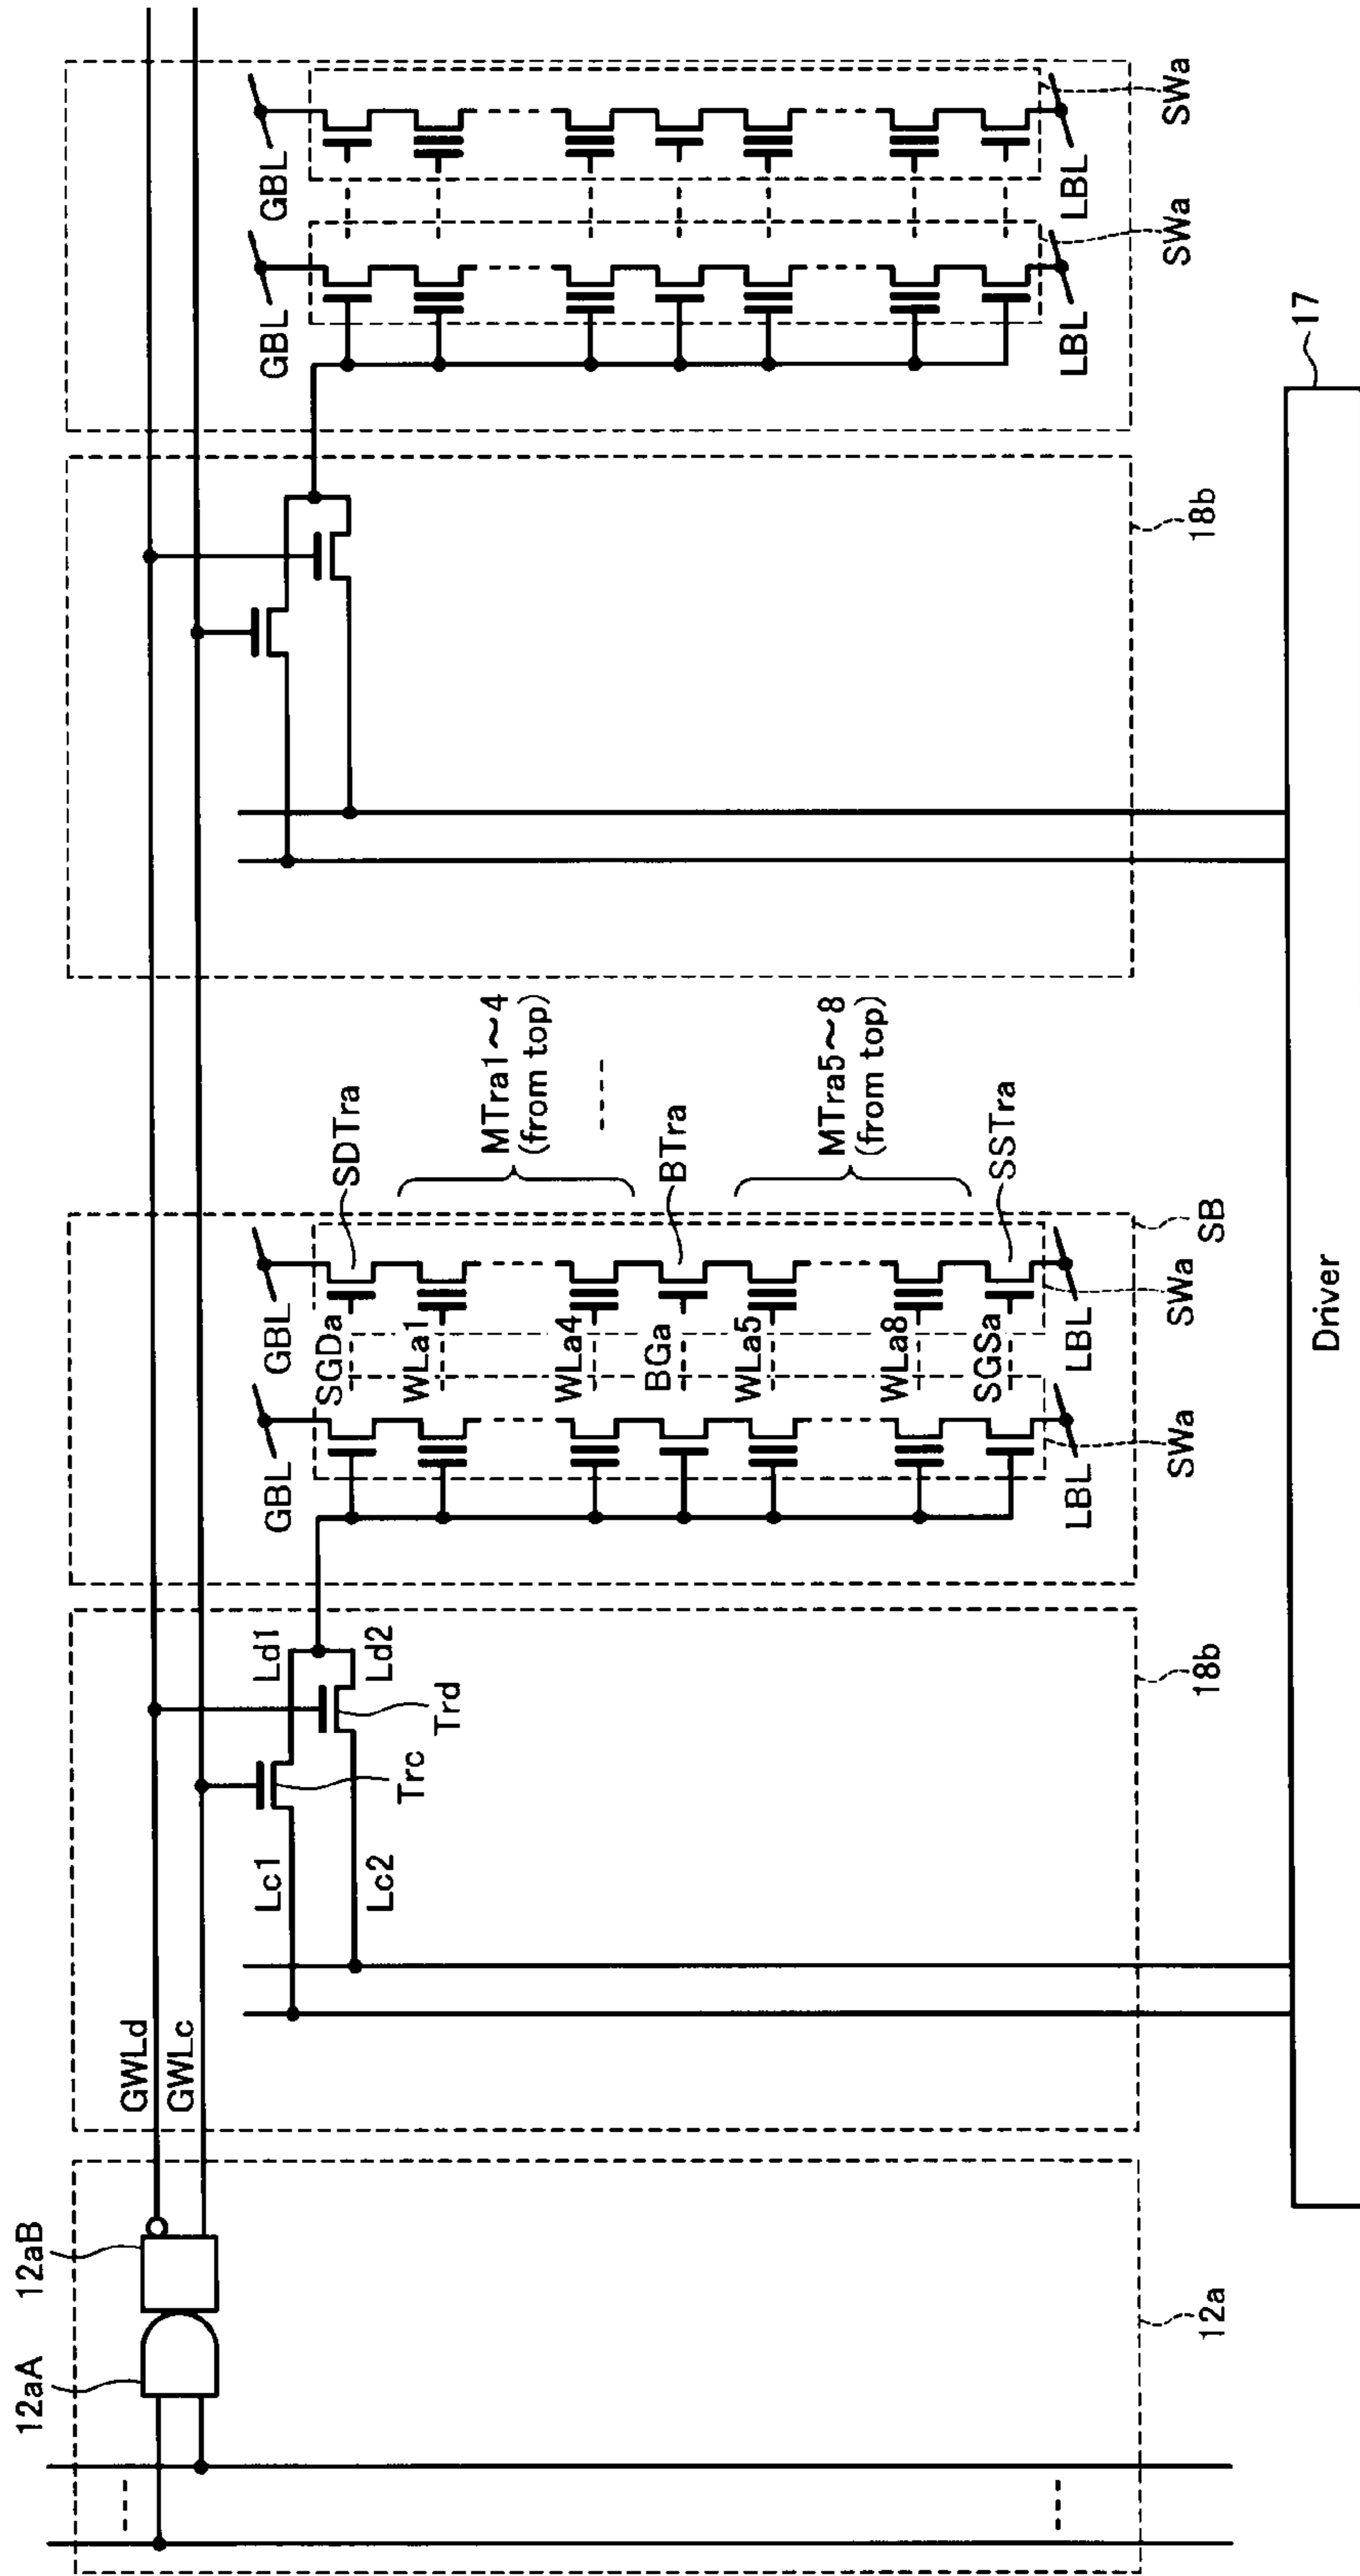 12aA
12aB
GWLd
GWLc
12a
Lc1
Lc2
Ld1
Ld2
Trc
Trd
18b
GBL
GBL
SGDa
WLa1
WLa4
BGa
WLa5
WLa8
SGSa
LBL
LBL
SWa
SWa
SB
SDTra
MTra1～4
(from top)
BTra
MTra5～8
(from top)
SSTra
18b
GBL
GBL
LBL
LBL
SWa
SWa
Driver
17